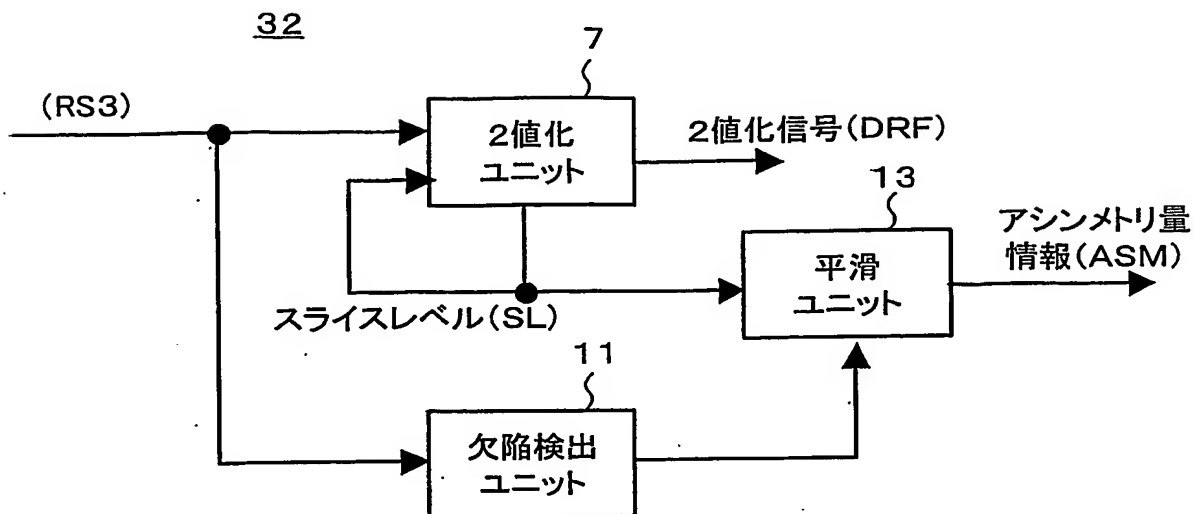 32
(RS3)
7
2値化
ユニット
2値化信号(DRF)
13
平滑
ユニット
アシンメトリ量
情報(ASM)
スライスレベル(SL)
11
欠陥検出
ユニット